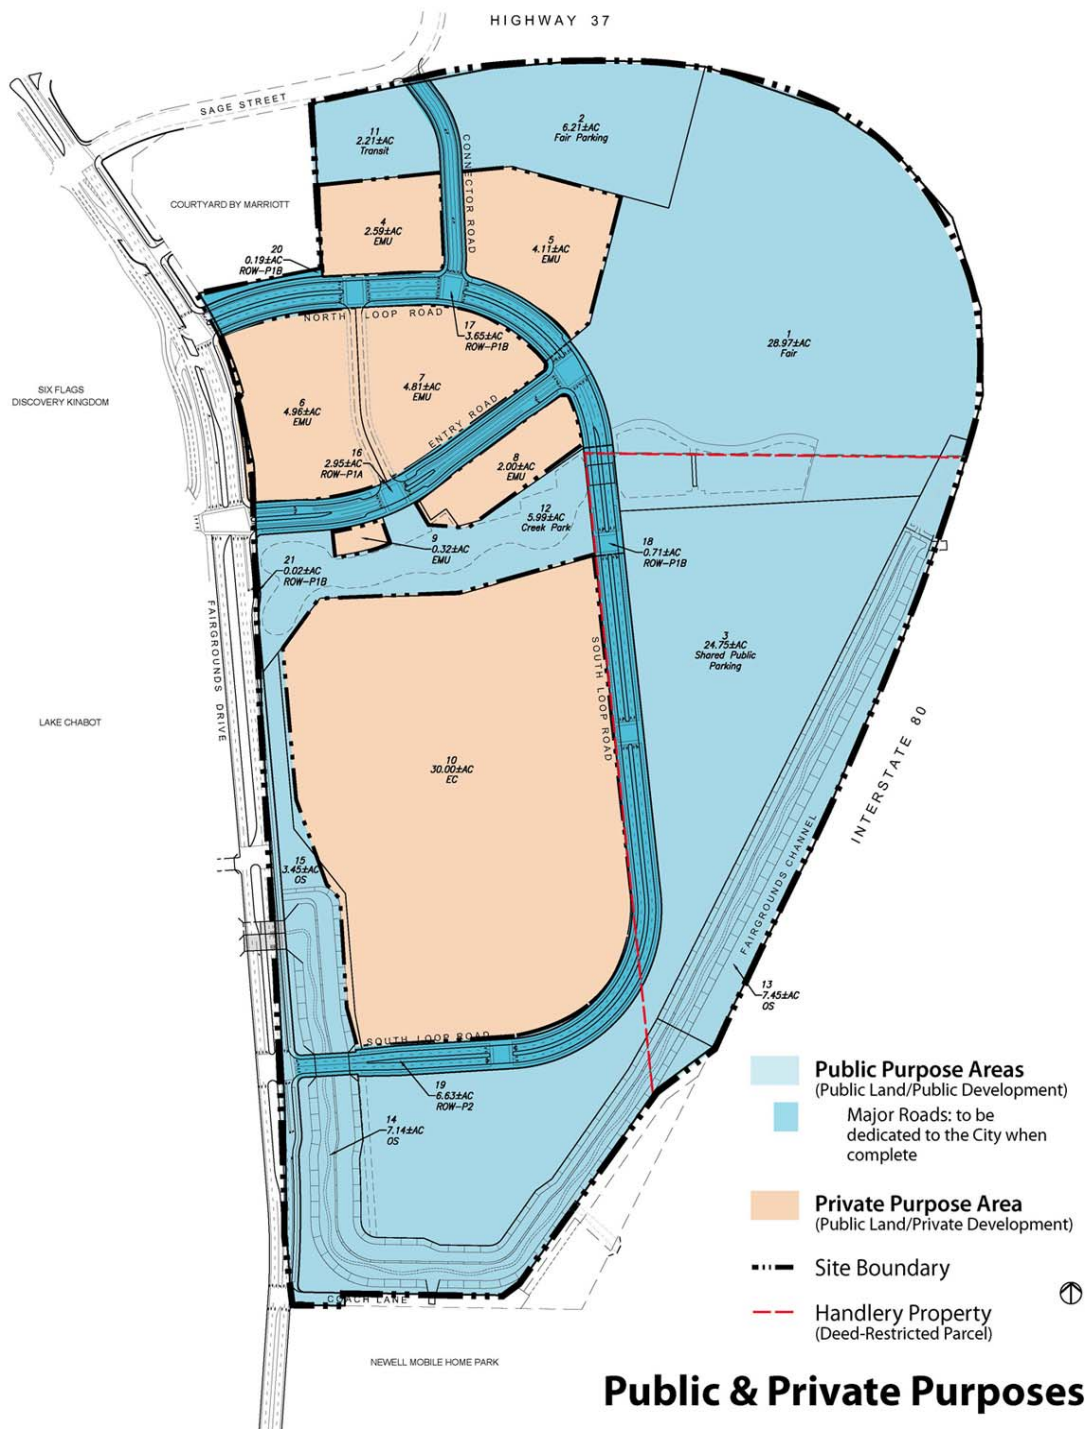 HIGHWAY 37
SAGE STREET
11
2.21±AC
Transit
2
6.21±AC
Fair Parking
CONNECTOR ROAD
COURTYARD BY MARRIOTT
4
2.59±AC
EMU
5
4.11±AC
EMU
20
0.19±AC
ROW-P1B
NORTH LOOP ROAD
17
3.65±AC
ROW-P1B
1
28.97±AC
Fair
SIX FLAGS
DISCOVERY KINGDOM
7
4.81±AC
EMU
6
4.96±AC
EMU
ENTRY ROAD
16
2.95±AC
ROW-P1A
8
2.00±AC
EMU
12
5.99±AC
Creek Park
9
0.32±AC
EMU
18
0.71±AC
ROW-P1B
21
0.02±AC
ROW-P1B
FAIRGROUNDS DRIVE
SOUTH LOOP ROAD
3
24.75±AC
Shared Public
Parking
LAKE CHABOT
INTERSTATE 80
10
30.00±AC
EC
15
3.45±AC
OS
FAIRGROUNDS CHANNEL
13
7.45±AC
OS
SOUTH LOOP ROAD
19
6.63±AC
ROW-P2
14
7.14±AC
OS
COACH LANE
NEWELL MOBILE HOME PARK
Public Purpose Areas
(Public Land/Public Development)
Major Roads: to be
dedicated to the City when
complete
Private Purpose Area
(Public Land/Private Development)
Site Boundary
Handlery Property
(Deed-Restricted Parcel)
Public & Private Purposes